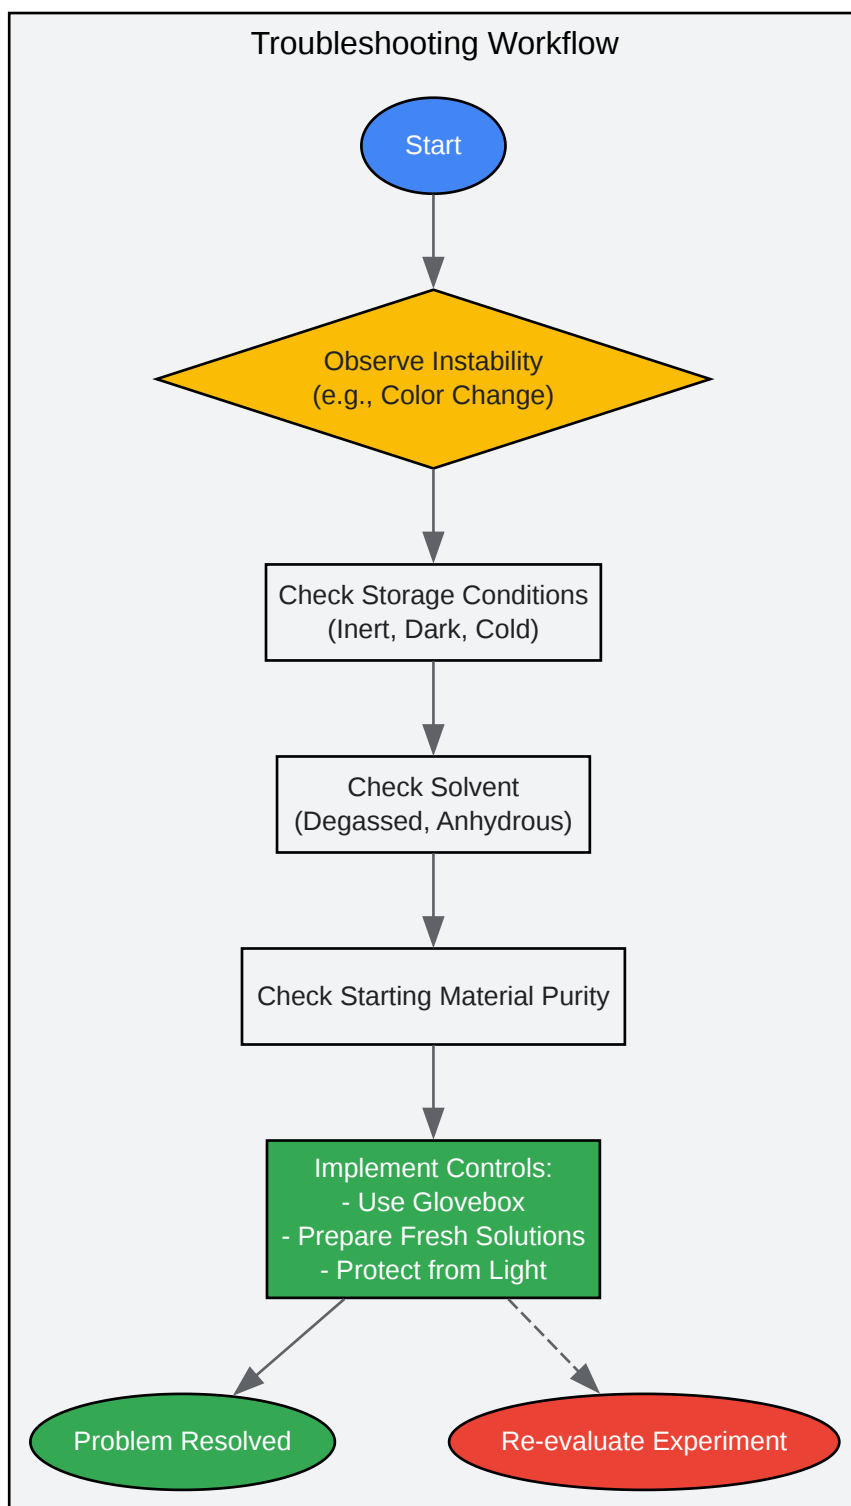 Troubleshooting Workflow
Start
Observe Instability
(e.g., Color Change)
Check Storage Conditions
(Inert, Dark, Cold)
Check Solvent
(Degassed, Anhydrous)
Check Starting Material Purity
Implement Controls:
- Use Glovebox
- Prepare Fresh Solutions
- Protect from Light
Problem Resolved
Re-evaluate Experiment